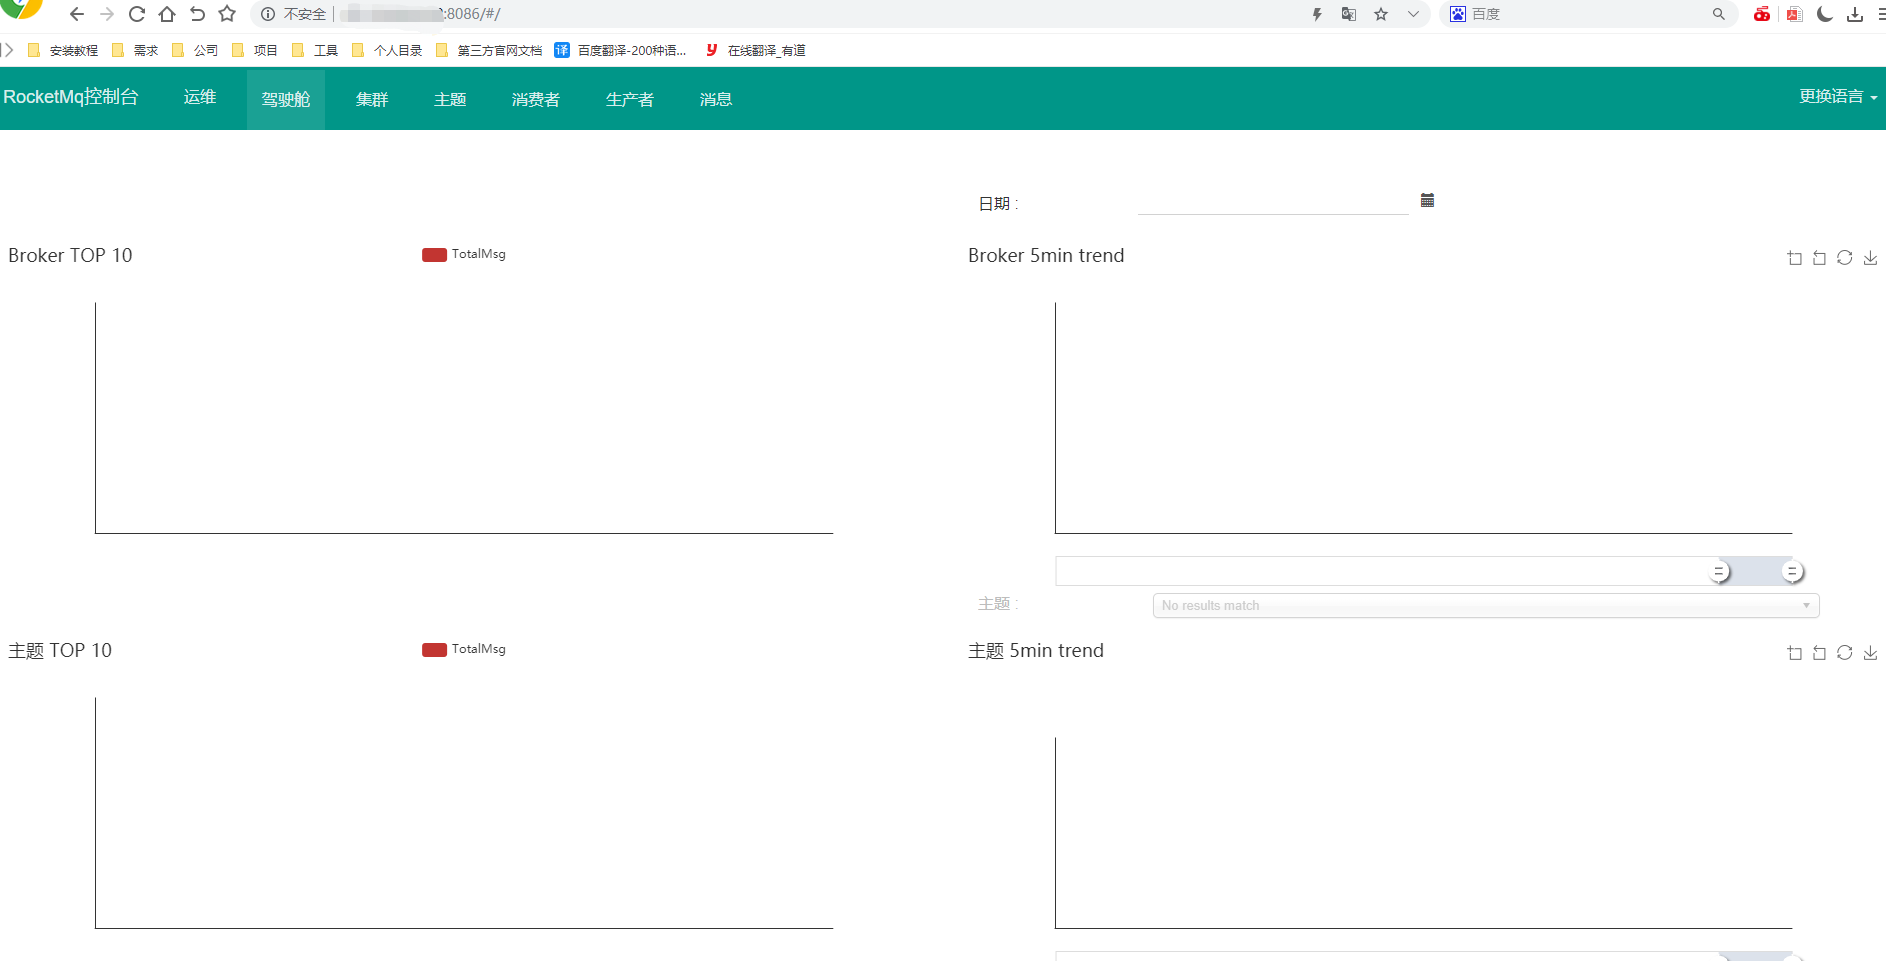 不安全 :8086/#/ 百度
安装教程 需求 公司 项目 工具 个人目录 第三方官网文档 译 百度翻译-200种语... y 在线翻译_有道
RocketMq控制台 运维 驾驶舱 集群 主题 消费者 生产者 消息 更换语言
日期 :
Broker TOP 10 TotalMsg Broker 5min trend
主题 : No results match
主题 TOP 10 TotalMsg 主题 5min trend